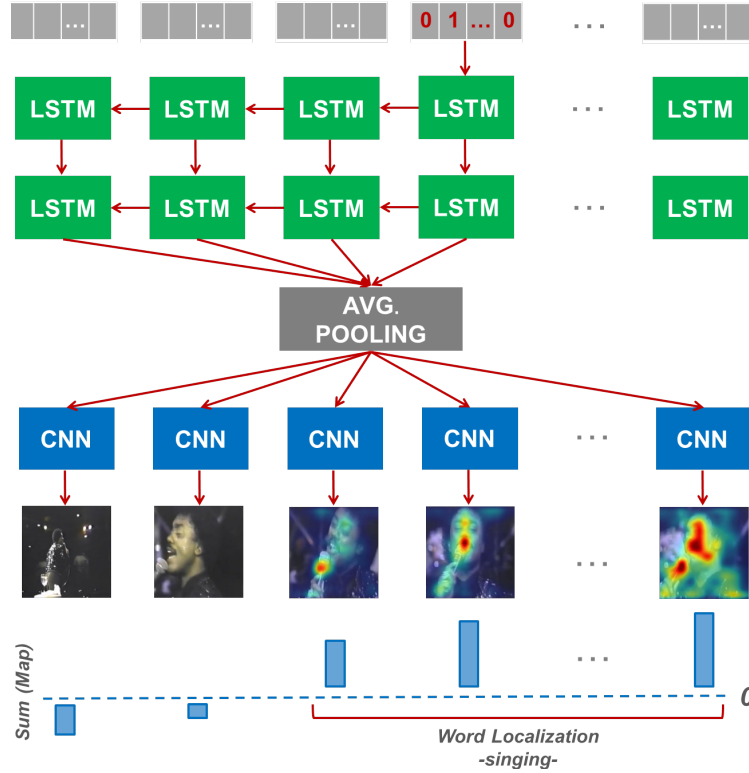 ... ... ... 0 1 ... 0 ... ...
LSTM LSTM LSTM LSTM ... LSTM
LSTM LSTM LSTM LSTM ... LSTM
AVG.
POOLING
CNN CNN CNN CNN ... CNN
...
...
Sum (Map)
0
Word Localization
-singing-